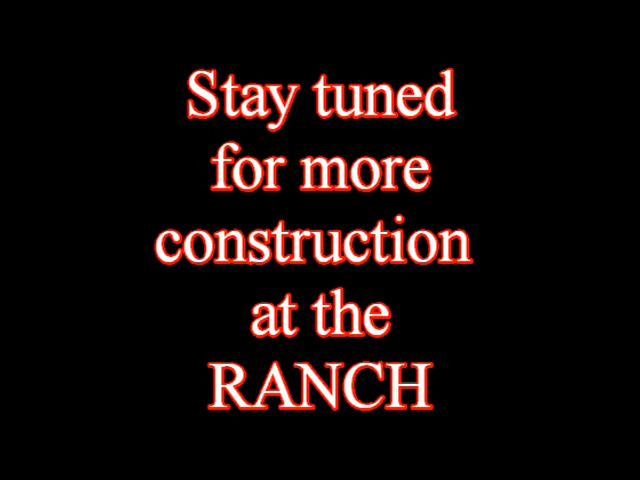 Stay tuned
for more
construction
at the
RANCH